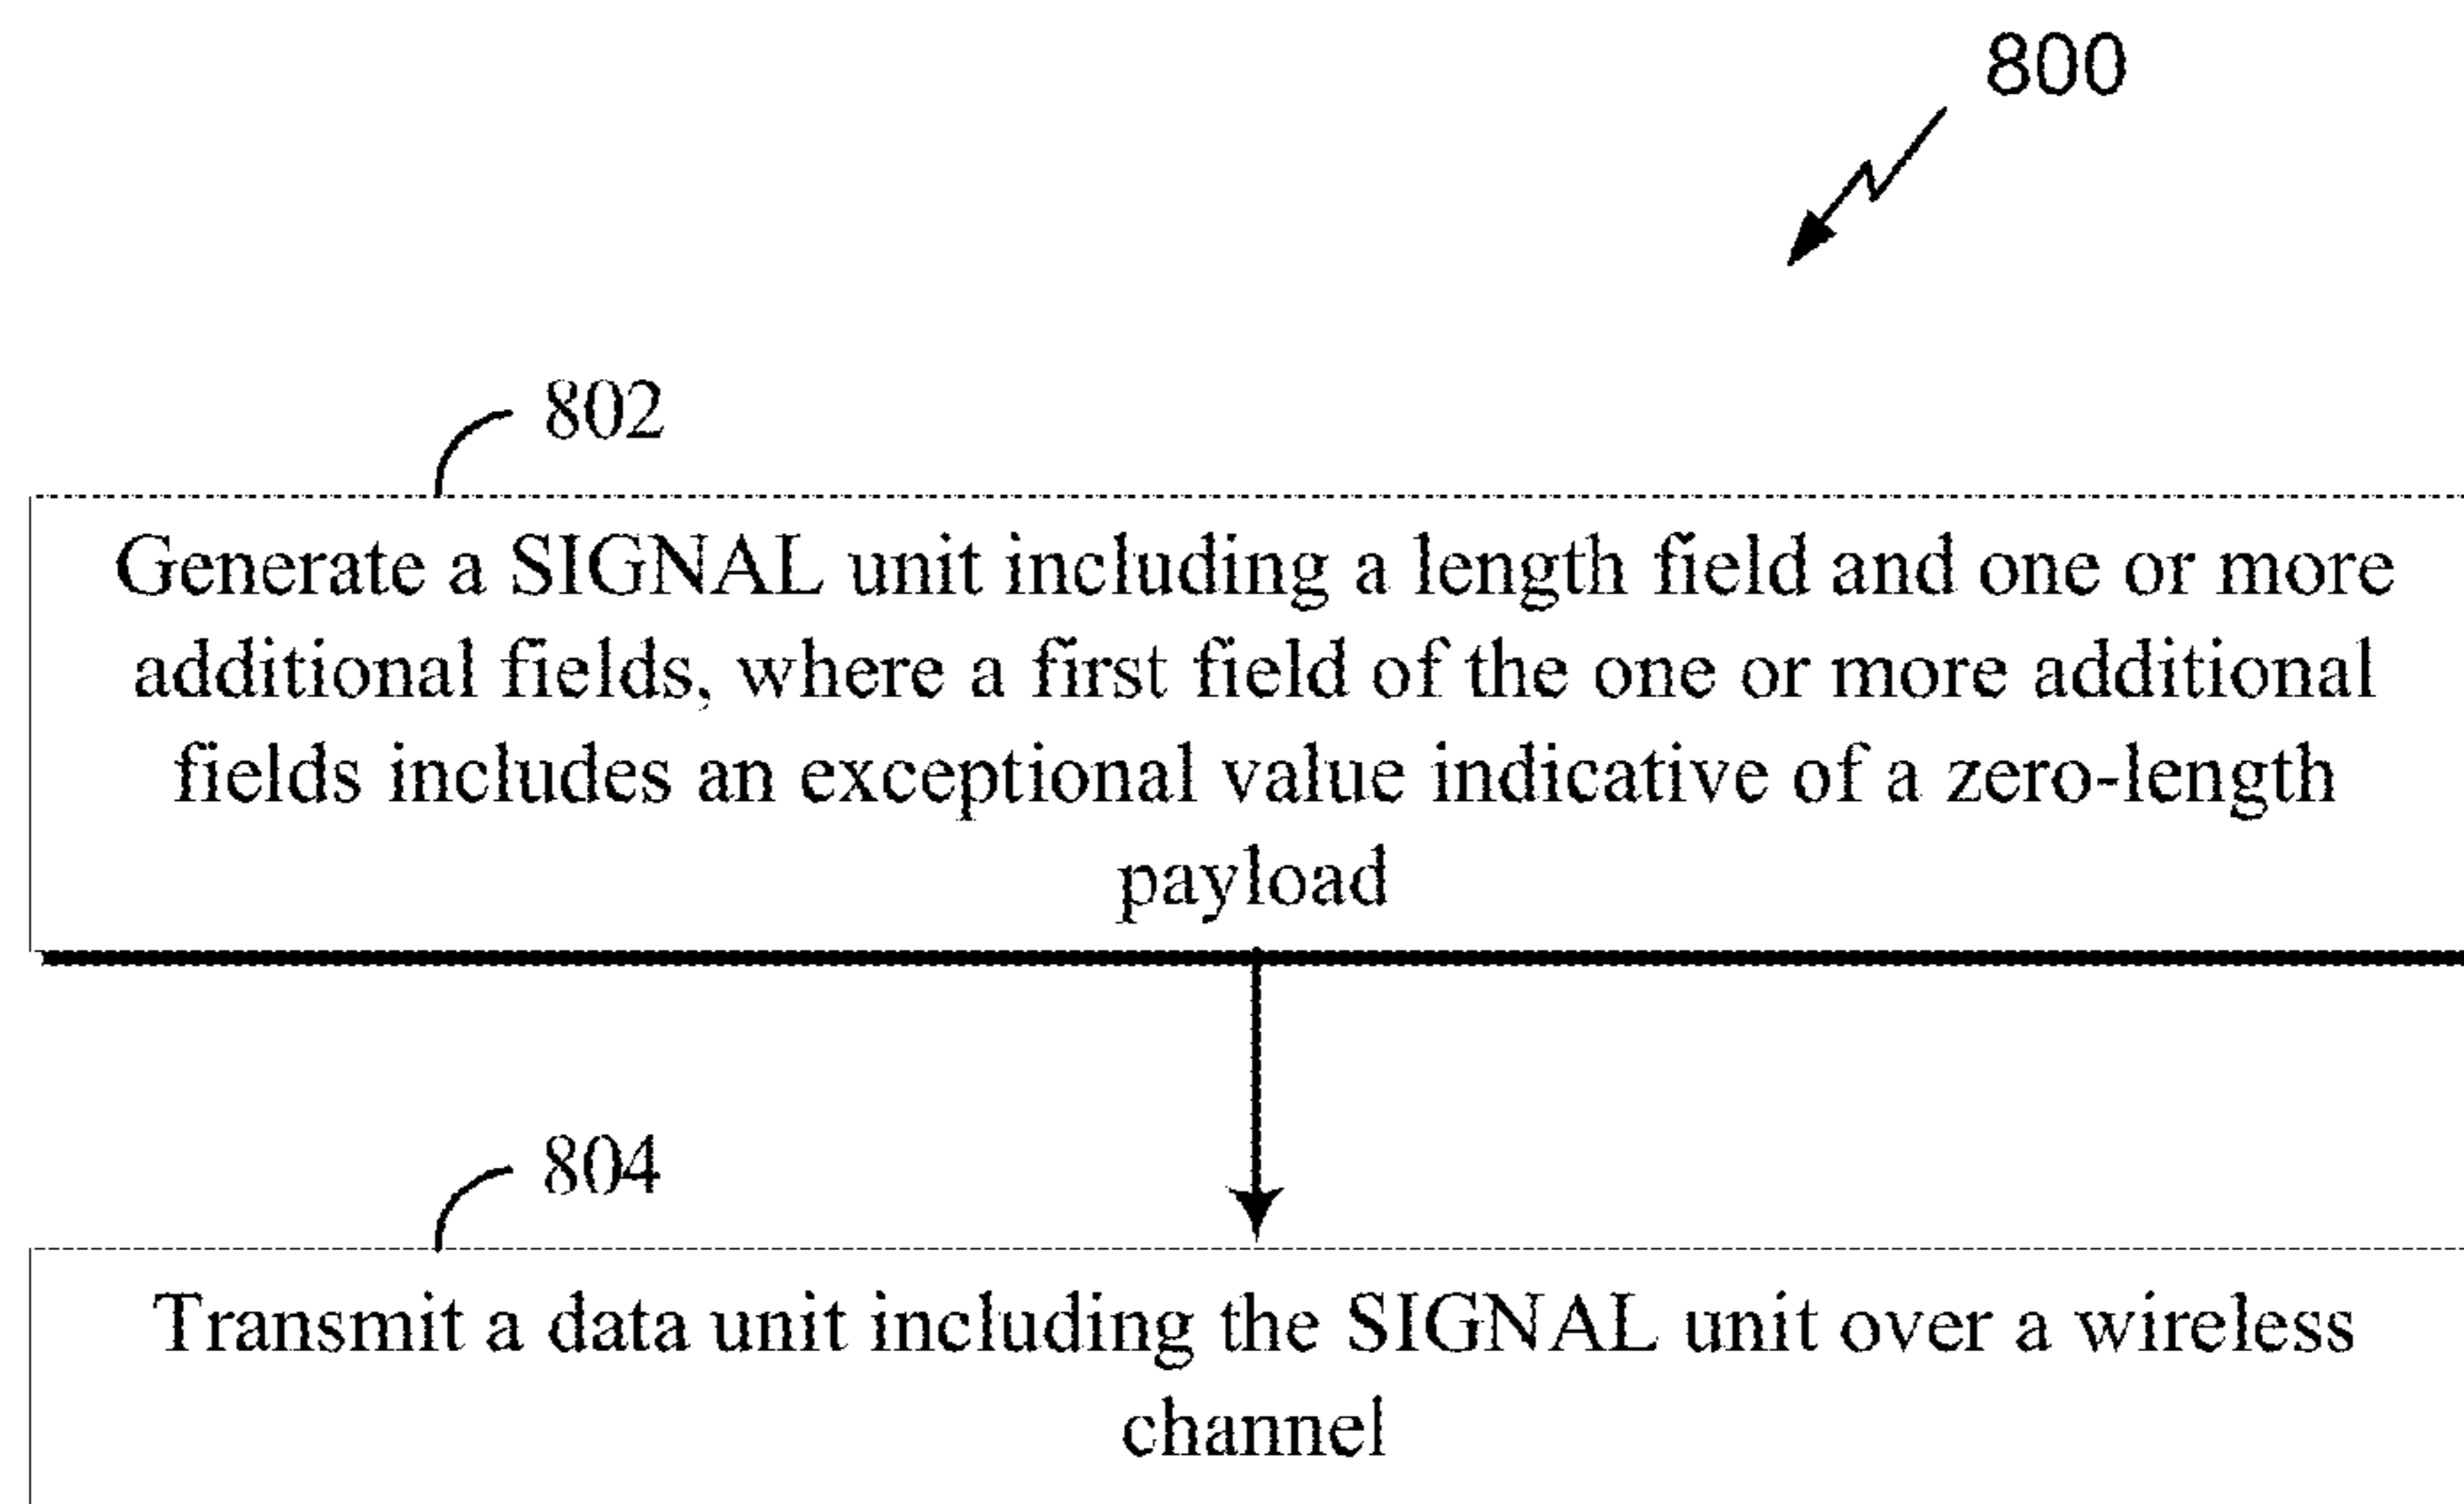 800
802
Generate a SIGNAL unit including a length field and one or more
additional fields, where a first field of the one or more additional
fields includes an exceptional value indicative of a zero-length
payload
804
Transmit a data unit including the SIGNAL unit over a wireless
channel